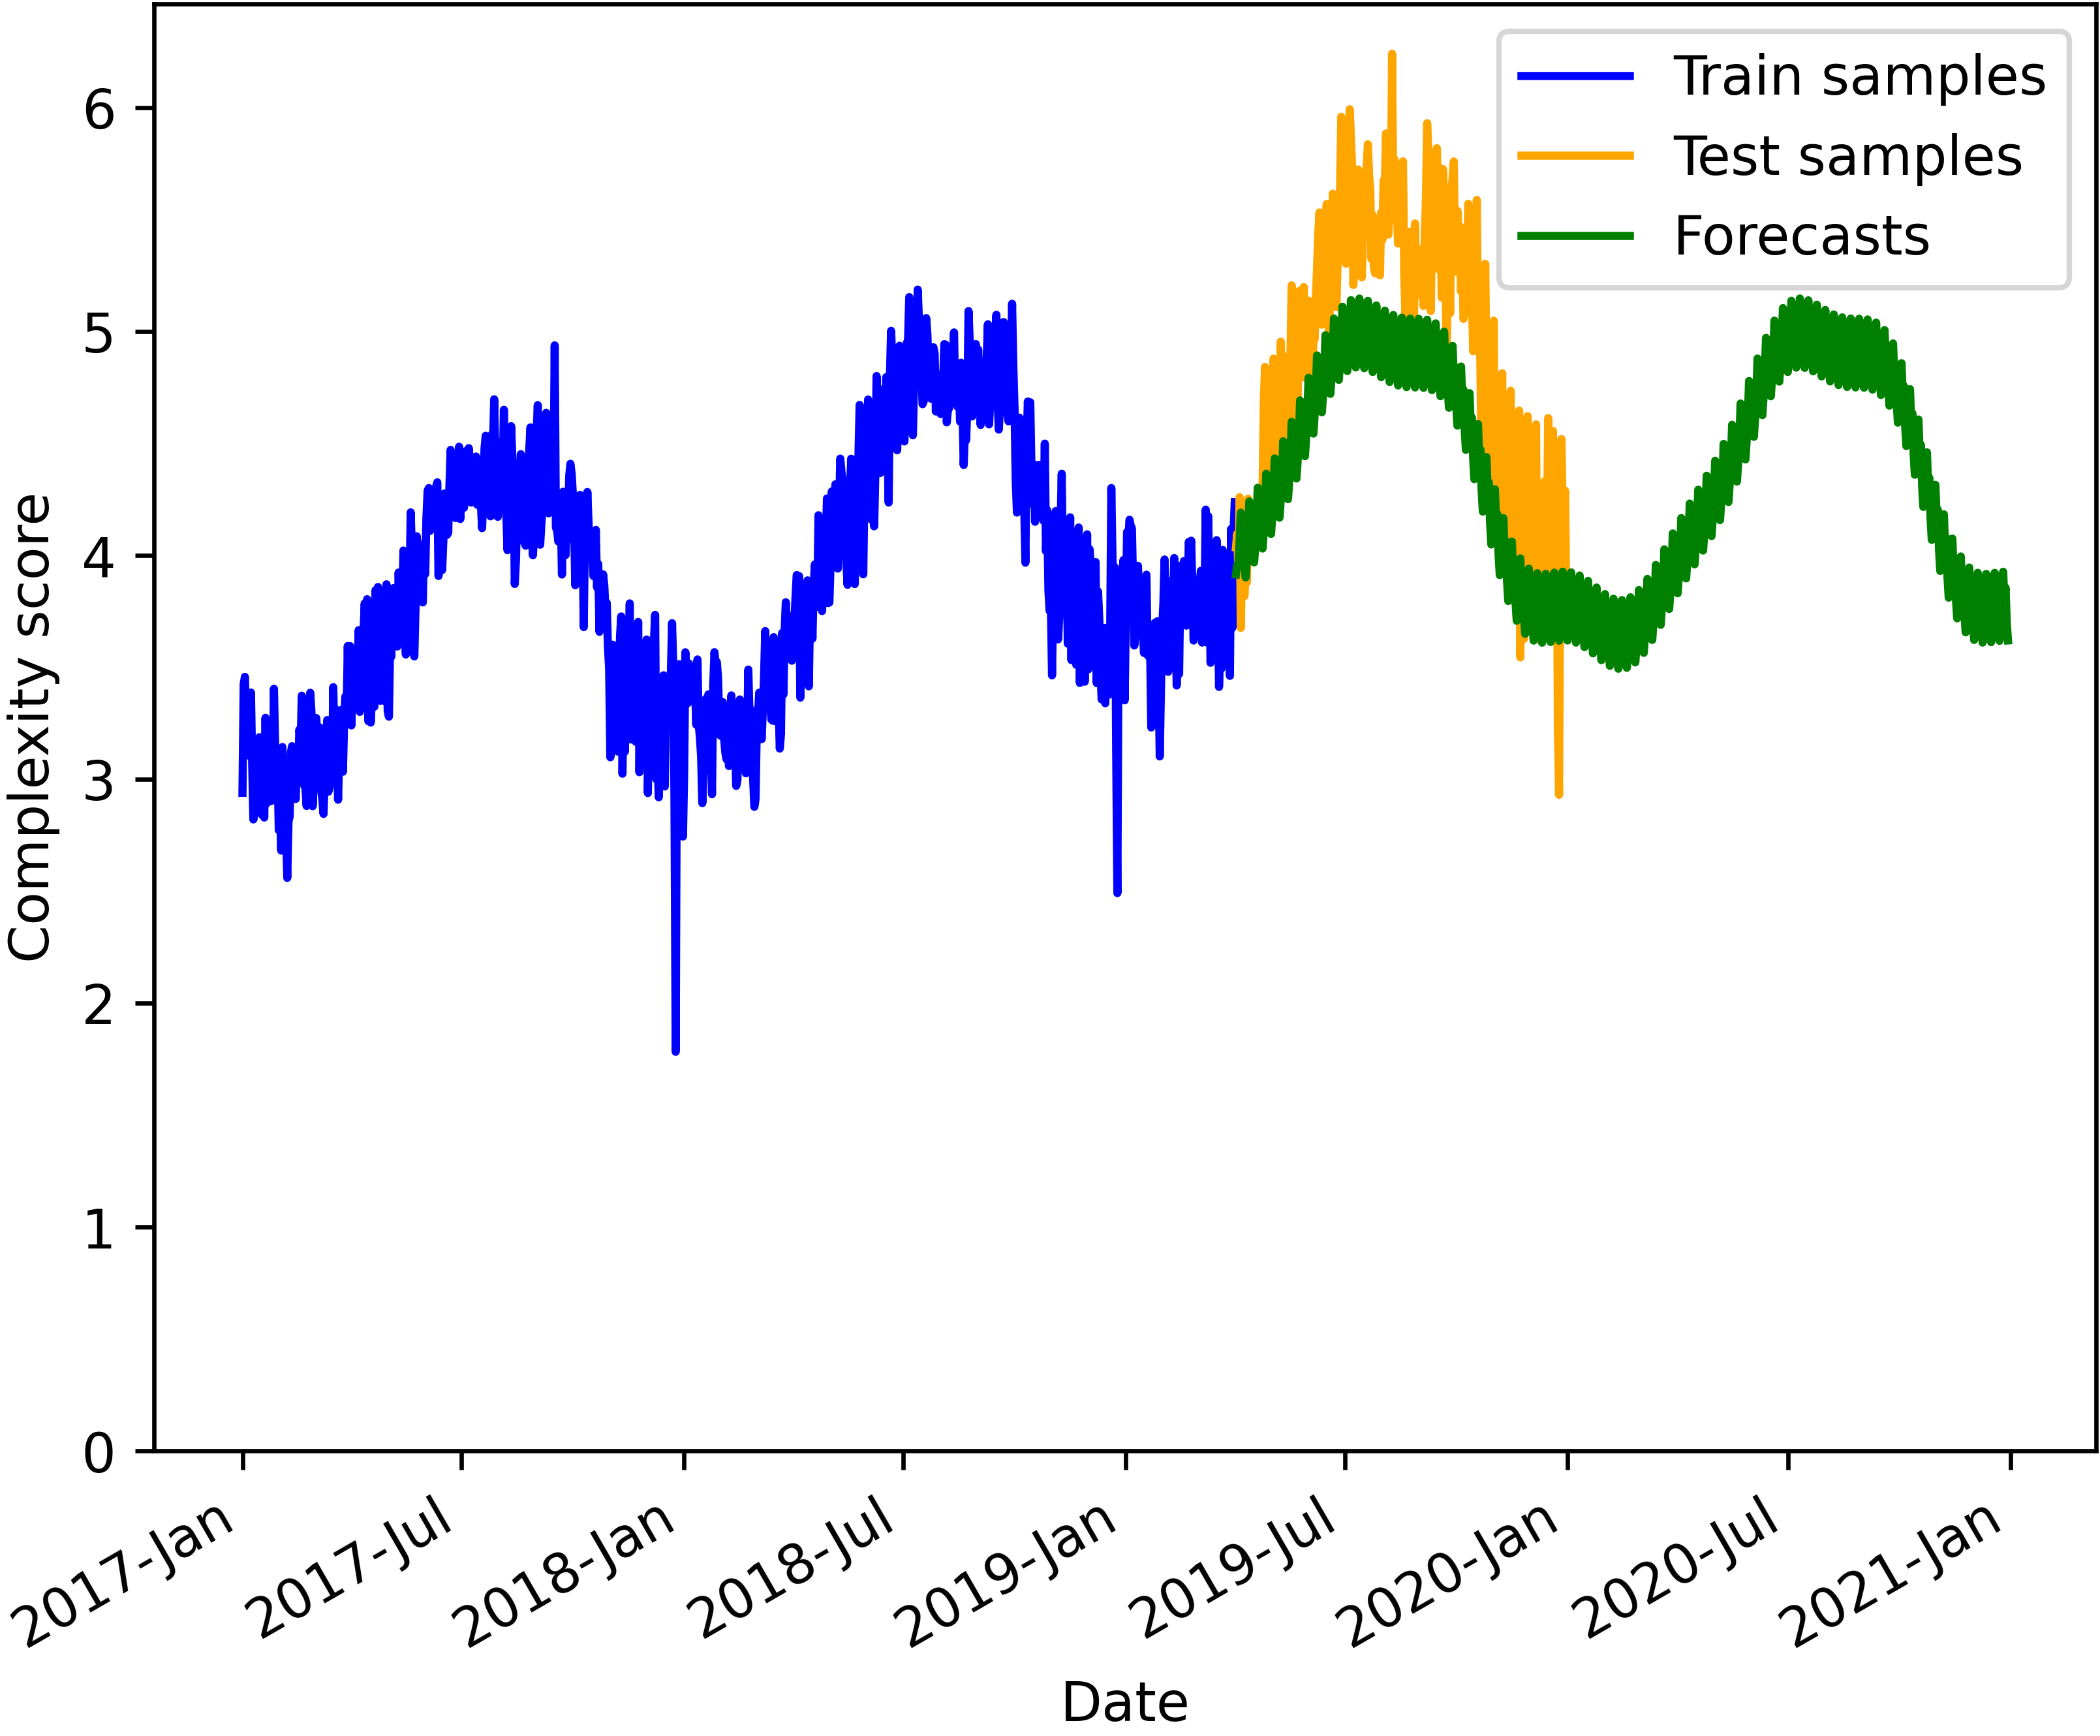 Train samples
Test samples
Forecasts
6
5
4
3
2
1
0
Complexity score
2017-Jan
2017-Jul
2018-Jan
2018-Jul
2019-Jan
2019-Jul
2020-Jan
2020-Jul
2021-Jan
Date